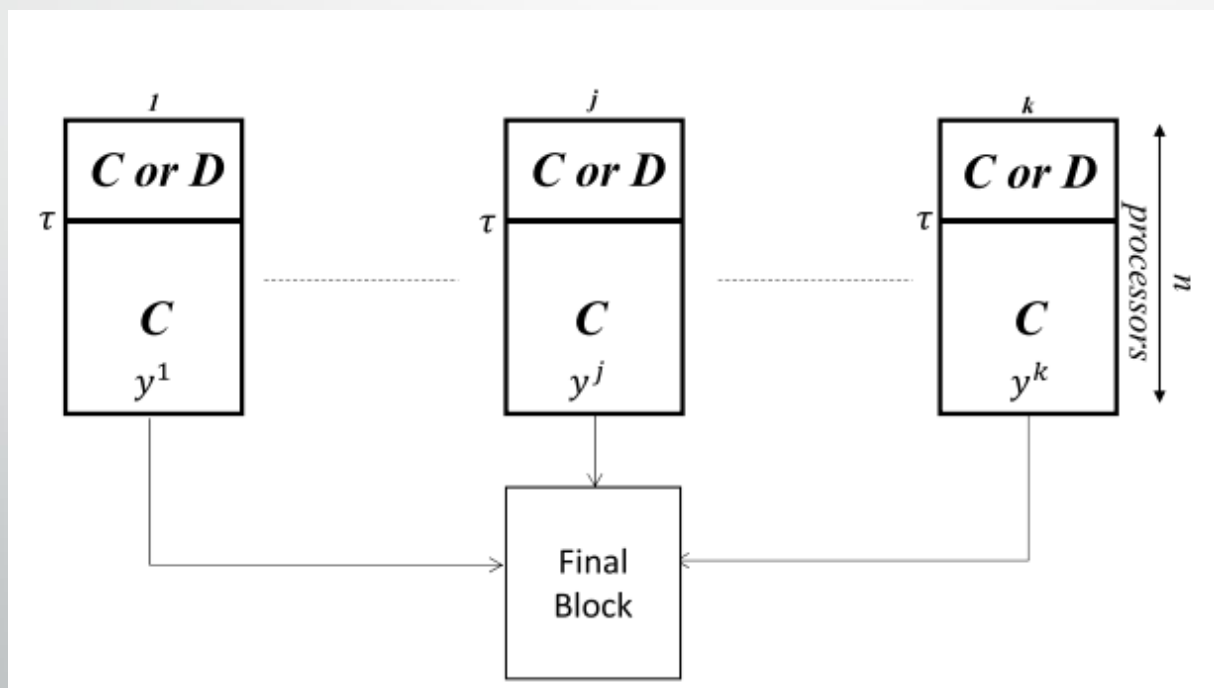 1
j
k
C or D
C or D
C or D
τ
τ
τ
C
C
C
y¹
yʲ
yᵏ
processors
n
Final
Block